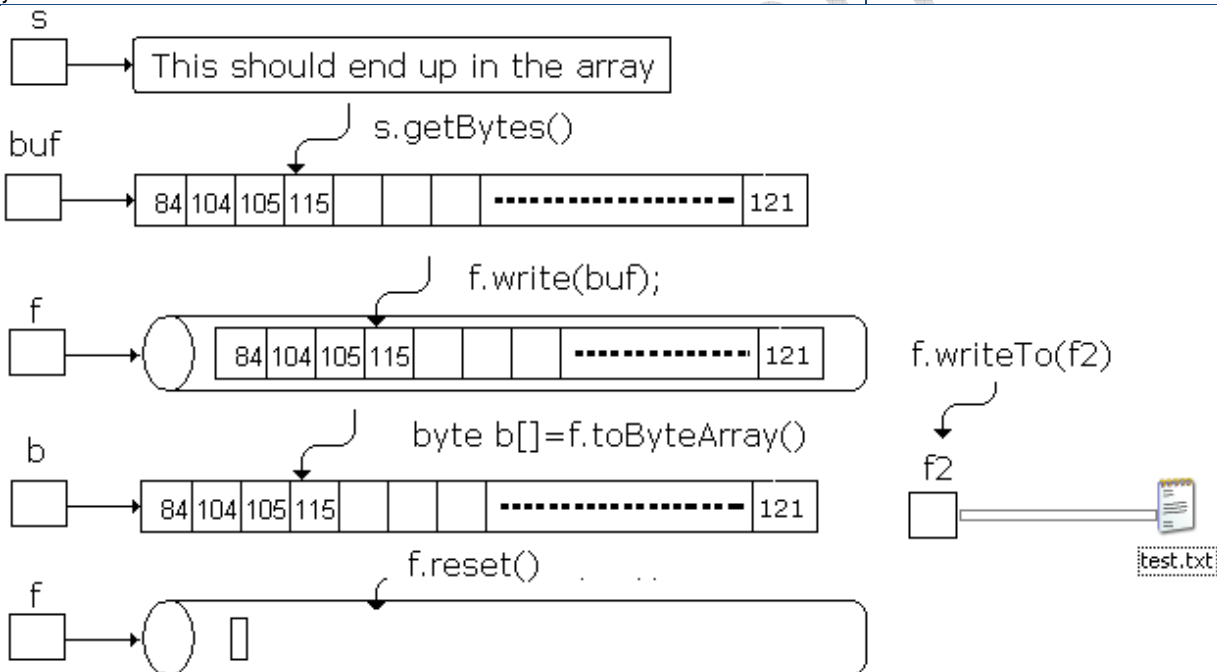 s
This should end up in the array
s.getBytes()
buf
84 104 105 115 121
f.write(buf);
f
84 104 105 115 121
f.writeTo(f2)
byte b[]=f.toByteArray()
b
f2
84 104 105 115 121
test.txt
f.reset()
f